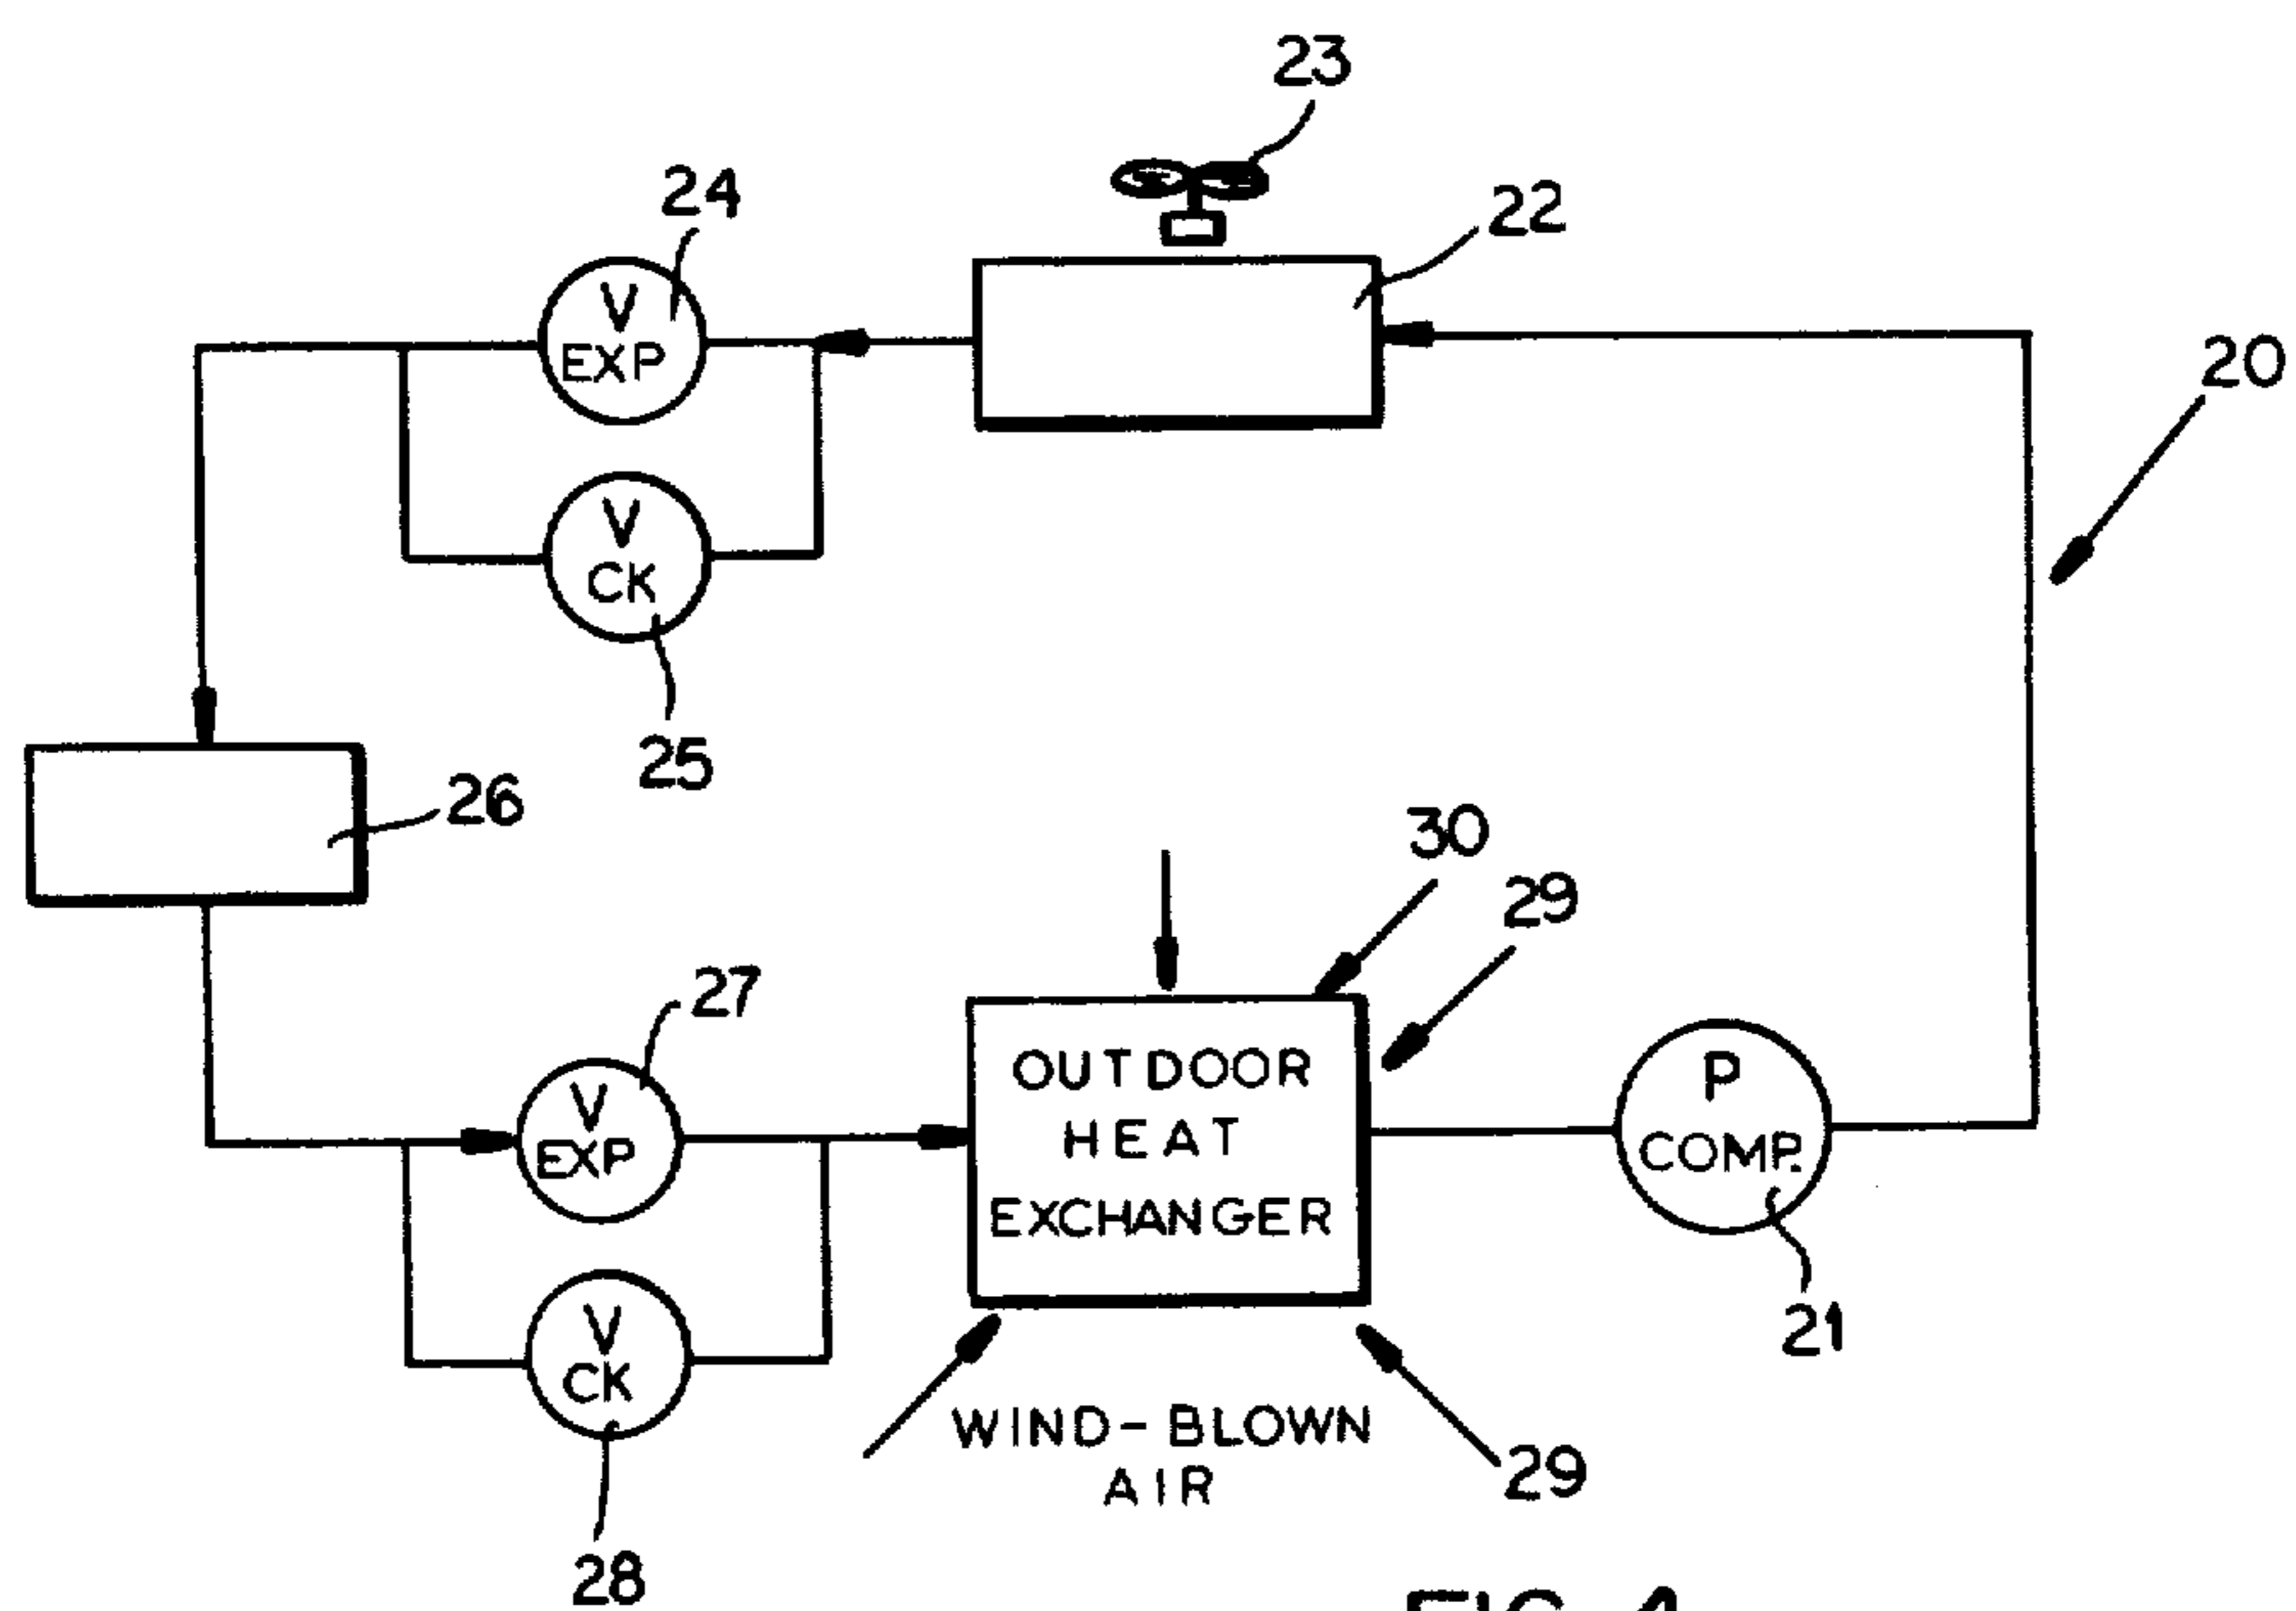 23
24
22
V
EXP
20
V
CK
25
26
30
29
27
OUTDOOR
HEAT
EXCHANGER
P
COMP.
V
EXP
21
V
CK
WIND-BLOWN
AIR
29
28